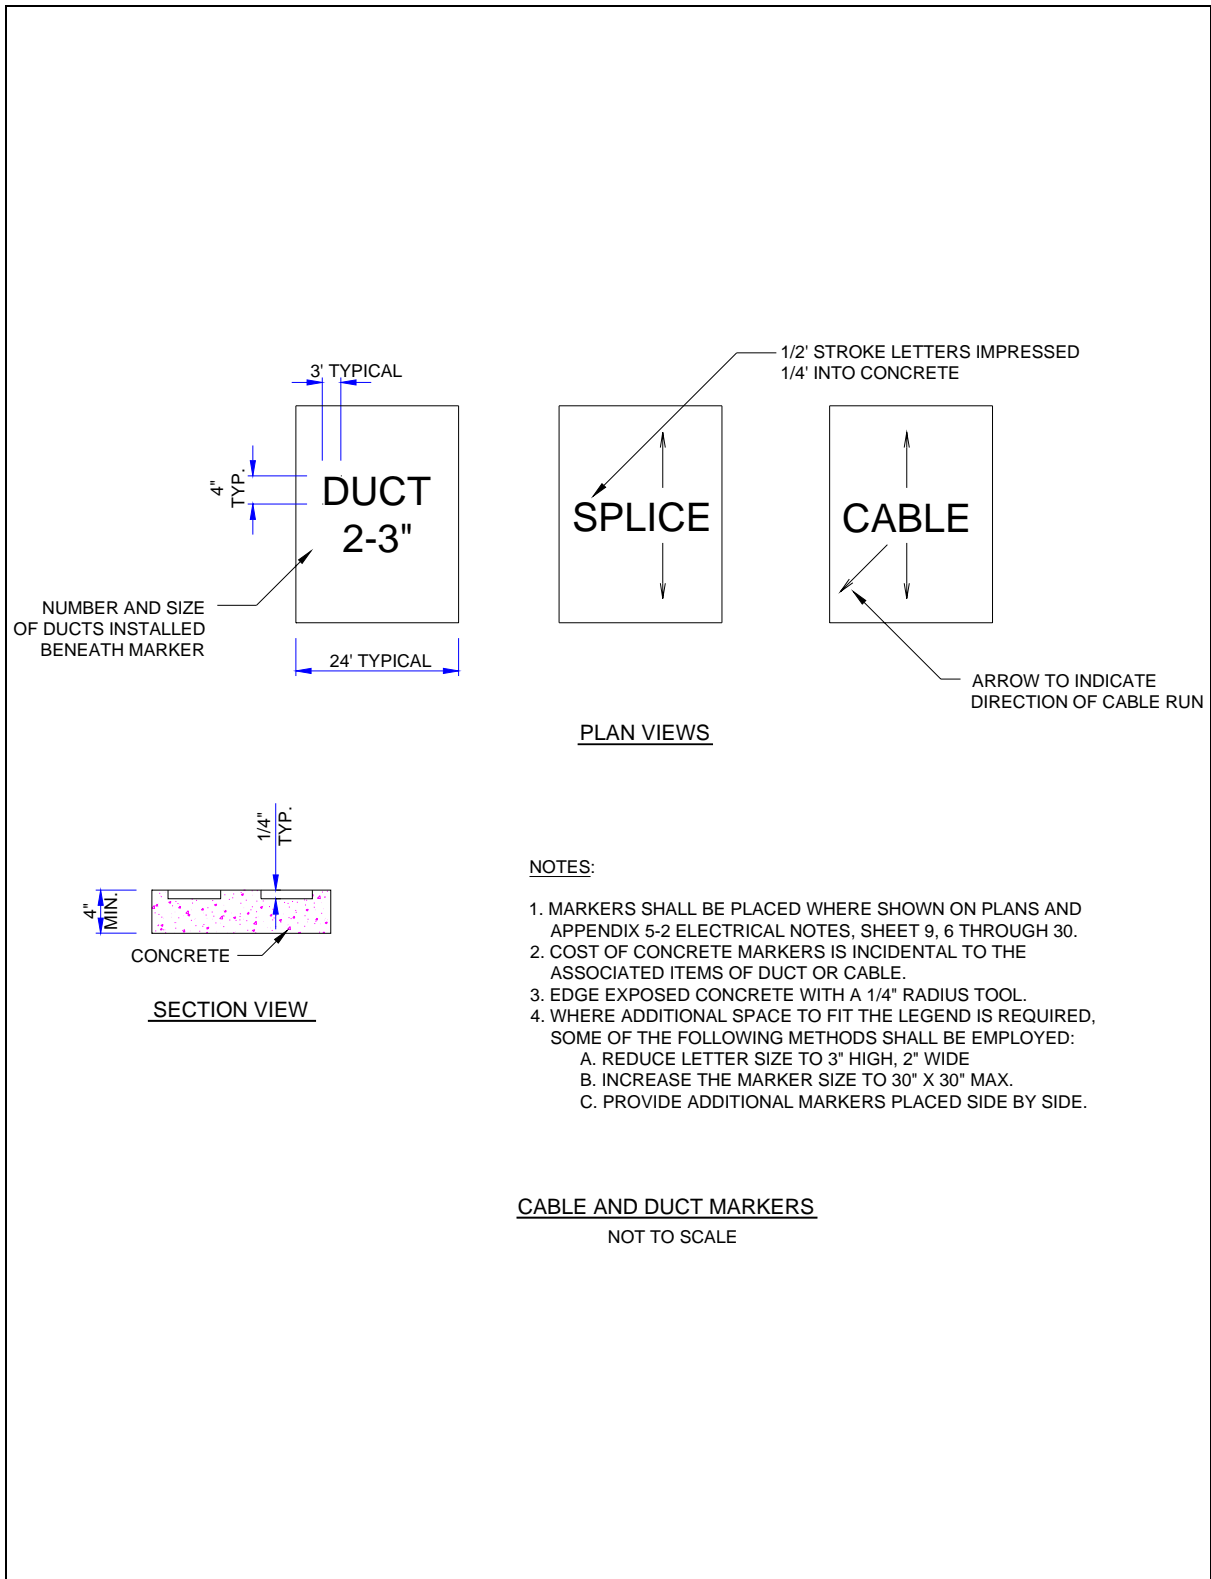 3' TYPICAL
4"
TYP.
DUCT
2-3"
NUMBER AND SIZE
OF DUCTS INSTALLED
BENEATH MARKER
24' TYPICAL
1/2' STROKE LETTERS IMPRESSED
1/4' INTO CONCRETE
SPLICE
CABLE
ARROW TO INDICATE
DIRECTION OF CABLE RUN
PLAN VIEWS
1/4"
TYP.
4"
MIN.
CONCRETE
SECTION VIEW
NOTES:
1. MARKERS SHALL BE PLACED WHERE SHOWN ON PLANS AND
APPENDIX 5-2 ELECTRICAL NOTES, SHEET 9, 6 THROUGH 30.
2. COST OF CONCRETE MARKERS IS INCIDENTAL TO THE
ASSOCIATED ITEMS OF DUCT OR CABLE.
3. EDGE EXPOSED CONCRETE WITH A 1/4" RADIUS TOOL.
4. WHERE ADDITIONAL SPACE TO FIT THE LEGEND IS REQUIRED,
SOME OF THE FOLLOWING METHODS SHALL BE EMPLOYED:
A. REDUCE LETTER SIZE TO 3" HIGH, 2" WIDE
B. INCREASE THE MARKER SIZE TO 30" X 30" MAX.
C. PROVIDE ADDITIONAL MARKERS PLACED SIDE BY SIDE.
CABLE AND DUCT MARKERS
NOT TO SCALE